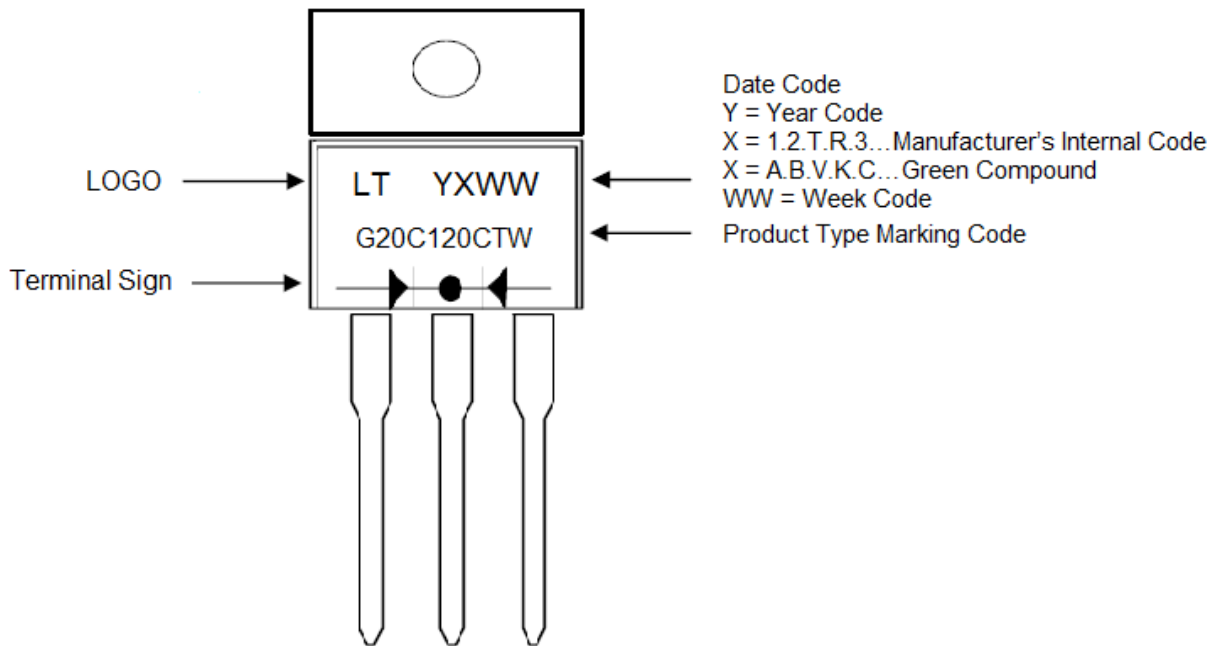 Date Code
Y = Year Code
X = 1.2.T.R.3...Manufacturer's Internal Code
X = A.B.V.K.C...Green Compound
WW = Week Code
LOGO
LT YXWW
G20C120CTW
Product Type Marking Code
Terminal Sign